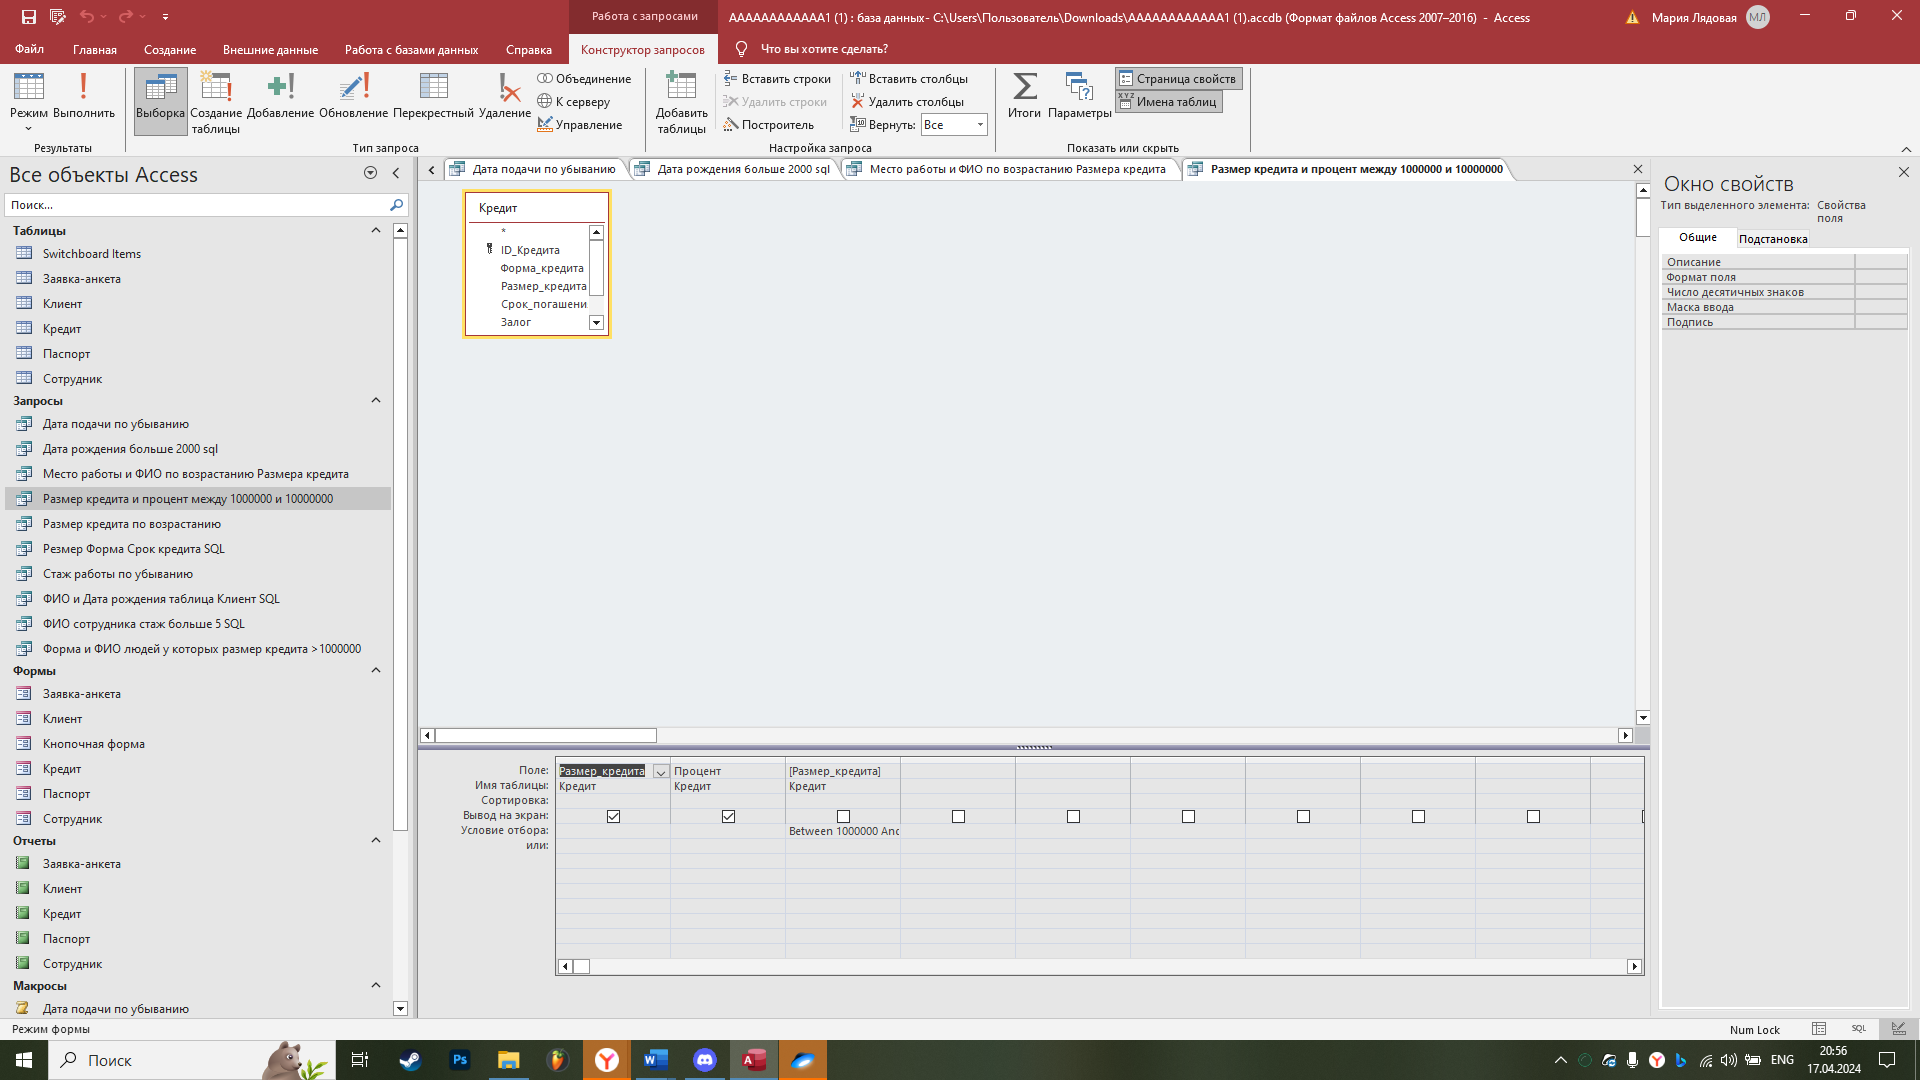 Работа с запросами
AAAAAAAAAAAA1 (1) : база данных- C:\Users\Пользователь\Downloads\AAAAAAAAAAAA1 (1).accdb (Формат файлов Access 2007–2016) - Access
Мария Лядовая
МЛ
Файл
Главная
Создание
Внешние данные
Работа с базами данных
Справка
Конструктор запросов
Что вы хотите сделать?
Режим
Выполнить
Результаты
Выборка
Создание таблицы
Добавление
Обновление
Перекрестный
Удаление
Объединение
К серверу
Управление
Тип запроса
Добавить таблицы
Вставить строки
Удалить строки
Построитель
Вставить столбцы
Удалить столбцы
Вернуть: Все
Настройка запроса
Итоги
Параметры
Страница свойств
XYZ Имена таблиц
Показать или скрыть
Все объекты Access
Поиск...
Таблицы
Switchboard Items
Заявка-анкета
Клиент
Кредит
Паспорт
Сотрудник
Запросы
Дата подачи по убыванию
Дата рождения больше 2000 sql
Место работы и ФИО по возрастанию Размера кредита
Размер кредита и процент между 1000000 и 10000000
Размер кредита по возрастанию
Резмер Форма Срок кредита SQL
Стаж работы по убыванию
ФИО и Дата рождения таблица Клиент SQL
ФИО сотрудника стаж больше 5 SQL
Форма и ФИО людей у которых размер кредита >1000000
Формы
Заявка-анкета
Клиент
Кнопочная форма
Кредит
Паспорт
Сотрудник
Отчеты
Заявка-анкета
Клиент
Кредит
Паспорт
Сотрудник
Макросы
Дата подачи по убыванию
Дата подачи по убыванию
Дата рождения больше 2000 sql
Место работы и ФИО по возрастанию Размера кредита
Размер кредита и процент между 1000000 и 10000000
Кредит
*
ID_Кредита
Форма_кредита
Размер_кредита
Срок_погашени
Залог
Поле: Размер_кредита Процент [Размер_кредита]
Имя таблицы: Кредит Кредит Кредит
Сортировка:
Вывод на экран:
Условие отбора: Between 1000000 Anc
или:
Окно свойств
Тип выделенного элемента: Свойства поля
Общие
Подстановка
Описание
Формат поля
Число десятичных знаков
Маска ввода
Подпись
Режим формы
Num Lock
SQL
Поиск
ENG
20:56
17.04.2024